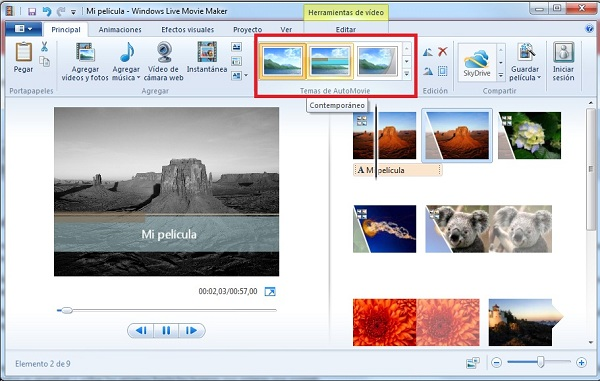 Mi película - Windows Live Movie Maker
Herramientas de vídeo
Principal Animaciones Efectos visuales Proyecto Ver Editar
Pegar
Agregar vídeos y fotos
Agregar música
Vídeo de cámara web
Instantánea
SkyDrive
Guardar película
Iniciar sesión
Portapapeles Agregar Temas de AutoMovie Edición Compartir
Contemporáneo
A Mi película
Mi película
00:02,03/00:57,00
Elemento 2 de 9